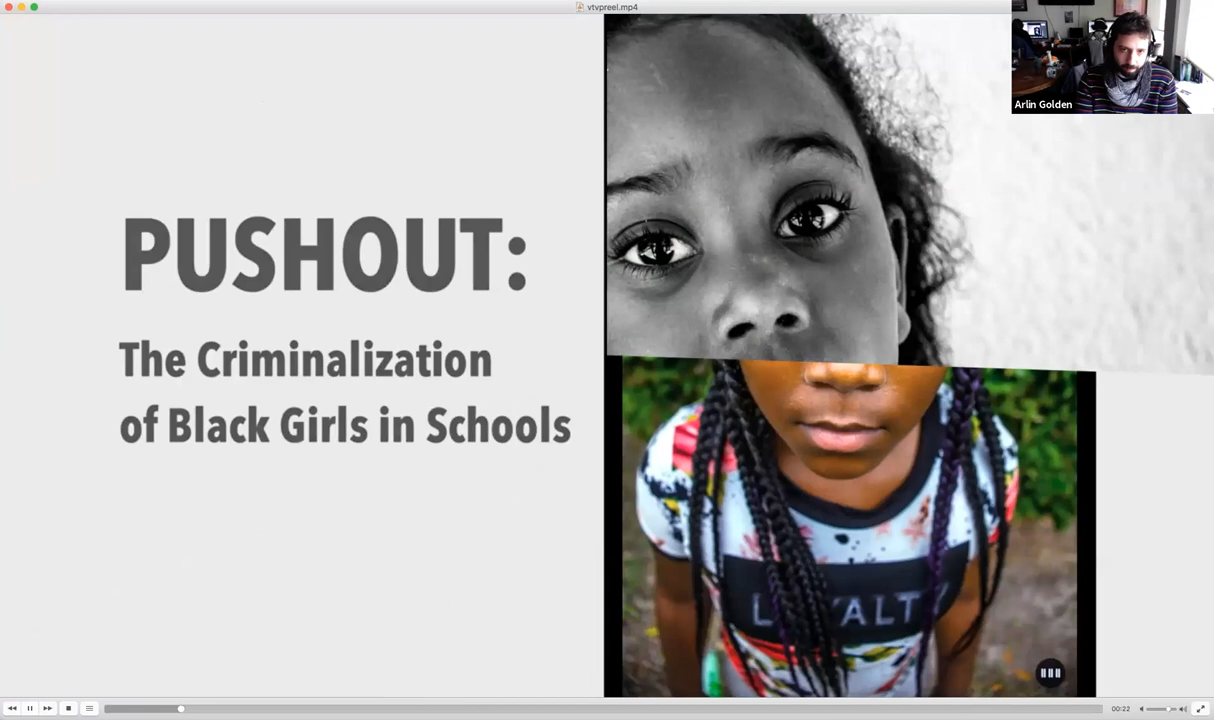 vtvpreel.mp4
Arlin Golden
PUSHOUT:
The Criminalization
of Black Girls in Schools
LOYALTY
00:22